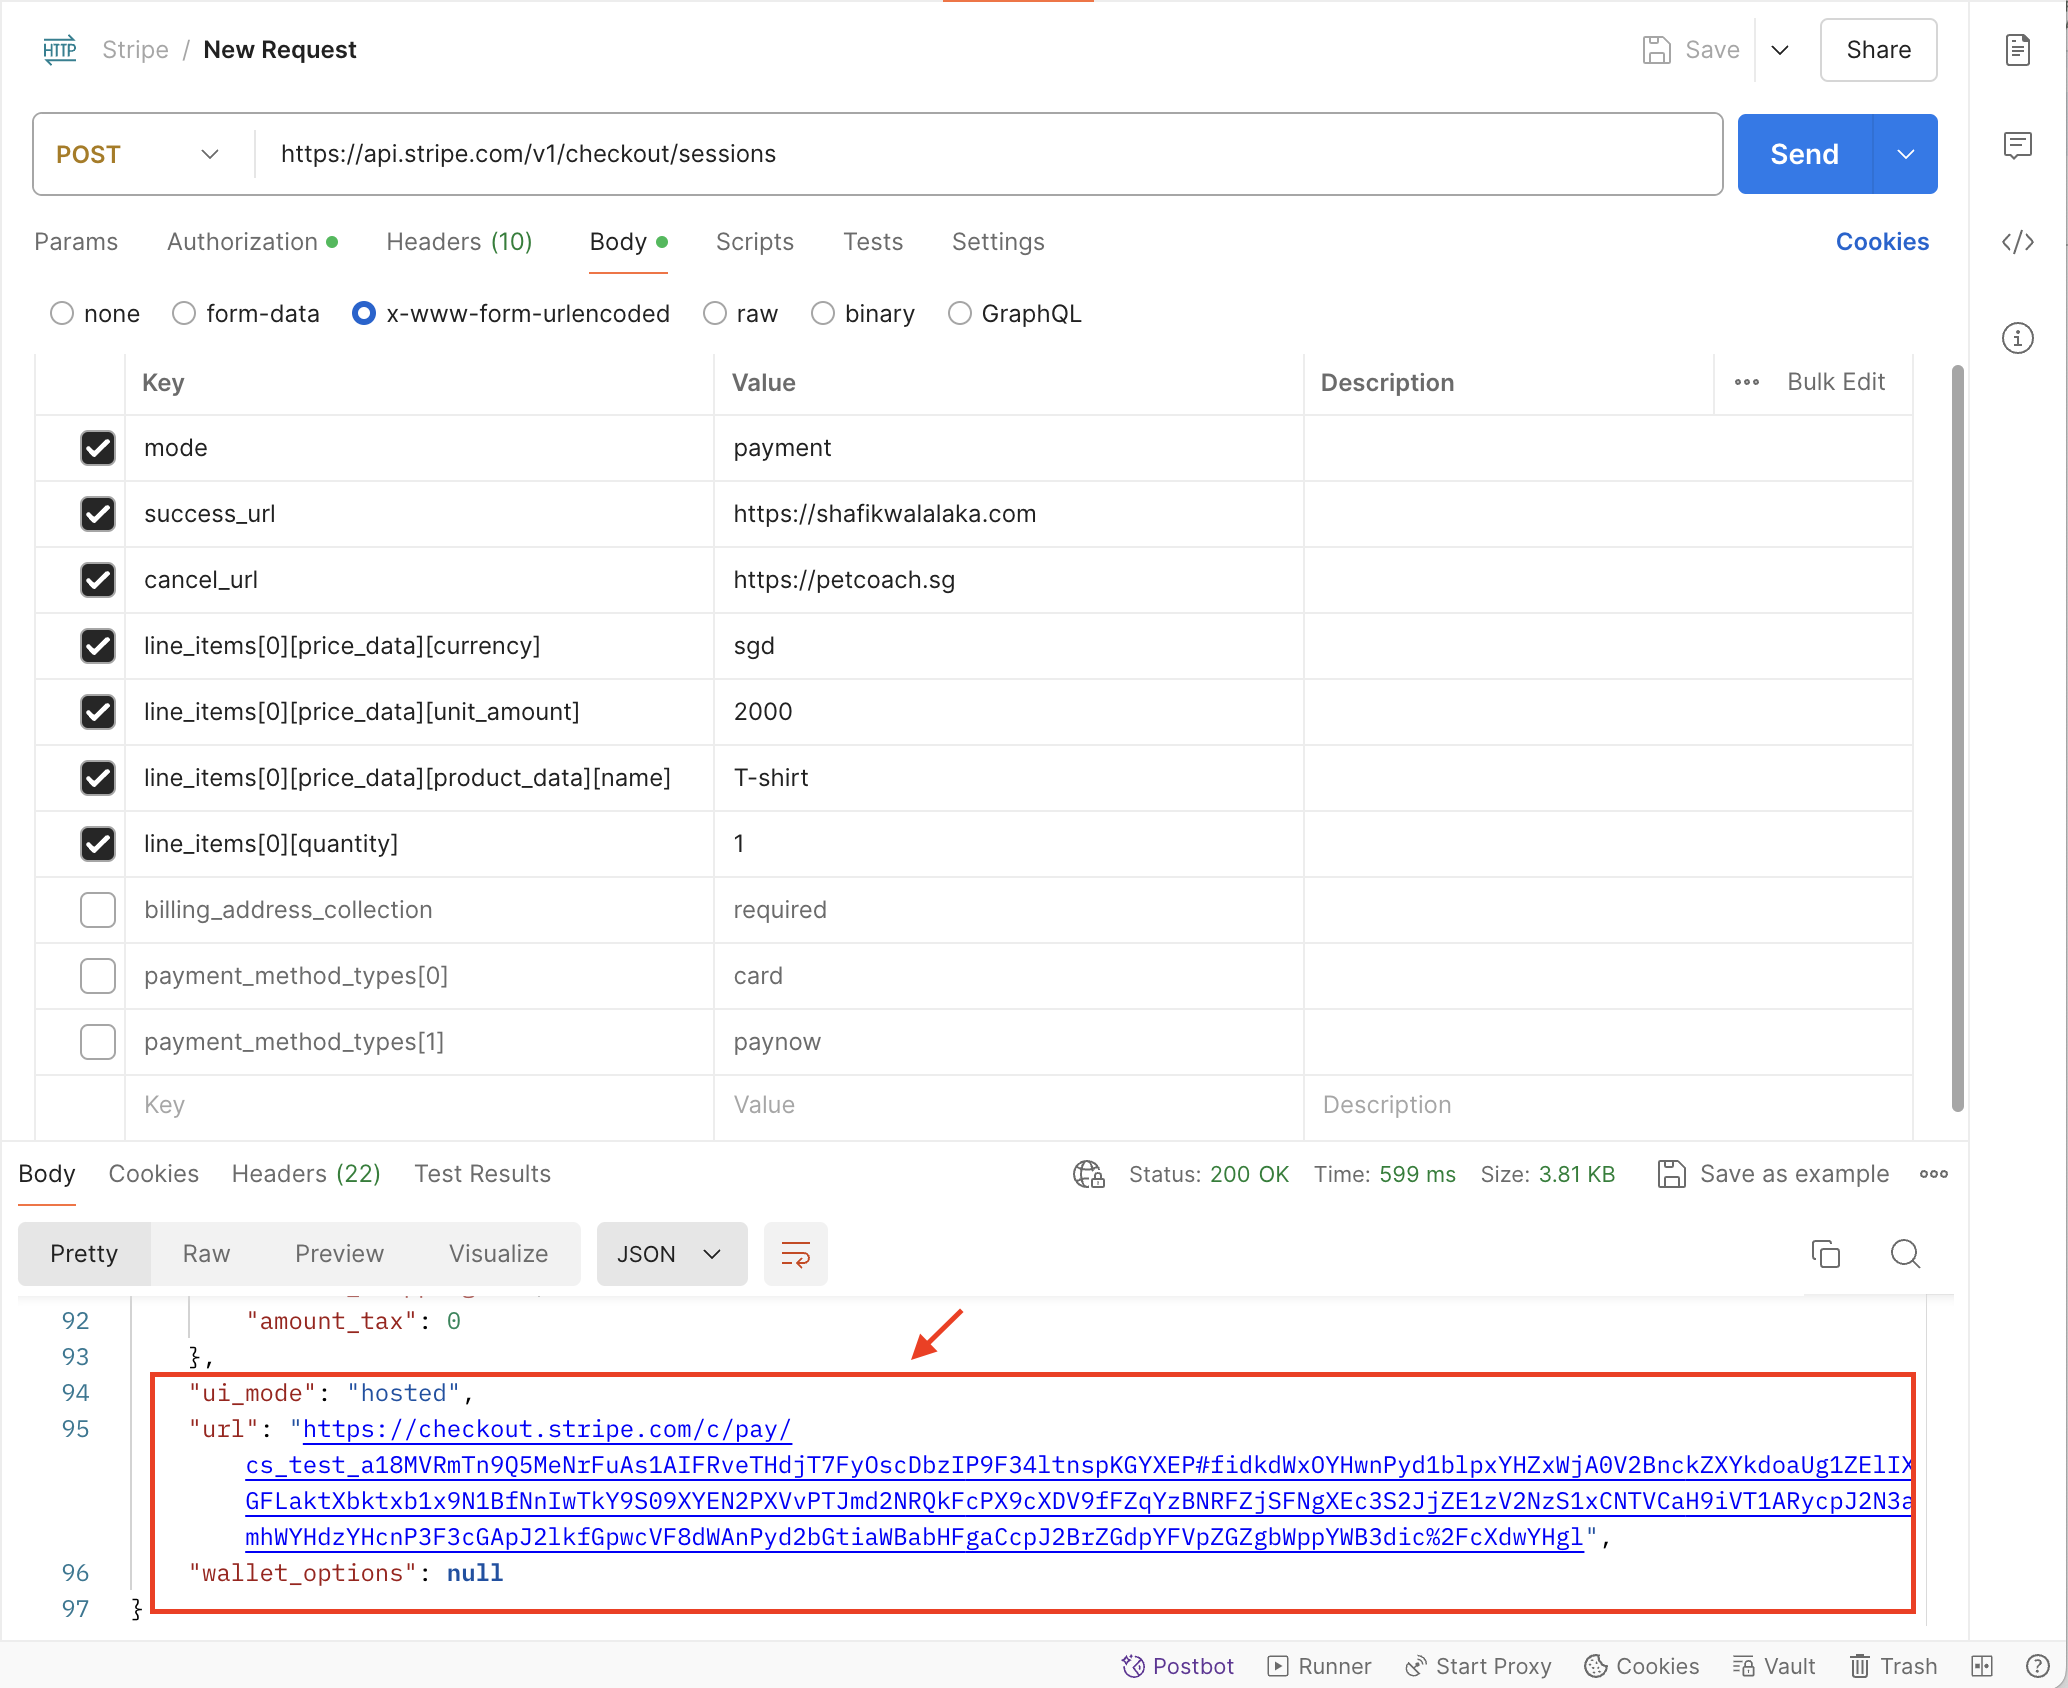 HTTP Stripe / New Request Save Share
POST https://api.stripe.com/v1/checkout/sessions Send
Params Authorization Headers (10) Body Scripts Tests Settings Cookies
none form-data x-www-form-urlencoded raw binary GraphQL
Key Value Description Bulk Edit
mode payment
success_url https://shafikwalalaka.com
cancel_url https://petcoach.sg
line_items[0][price_data][currency] sgd
line_items[0][price_data][unit_amount] 2000
line_items[0][price_data][product_data][name] T-shirt
line_items[0][quantity] 1
billing_address_collection required
payment_method_types[0] card
payment_method_types[1] paynow
Key Value Description
Body Cookies Headers (22) Test Results Status: 200 OK Time: 599 ms Size: 3.81 KB Save as example
Pretty Raw Preview Visualize JSON
92 "amount_tax": 0
93 },
94 "ui_mode": "hosted",
95 "url": "https://checkout.stripe.com/c/pay/
cs_test_a18MVRmTn9Q5MeNrFuAs1AIFRveTHdjT7FyOscDbzIP9F34ltnspKGYXEP#fidkdWxOYHwnPyd1blpxYHZxWjA0V2BnckZXYkdoaUg1ZElIX
GFLaktXbktxb1x9N1BfNnIwTkY9S09XYEN2PXVvPTJmd2NRQkFcPX9cXDV9fFZqYzBNRFZjSFNgXEc3S2JjZE1zV2NzS1xCNTVCaH9iVT1ARycpJ2N3a
mhWYHdzYHcnP3F3cGApJ2lkfGpwcVF8dWAnPyd2bGtiaWBabHFgaCcpJ2BrZGdpYFVpZGZgbWppYWB3dic%2FcXdwYHgl",
96 "wallet_options": null
97 }
Postbot Runner Start Proxy Cookies Vault Trash